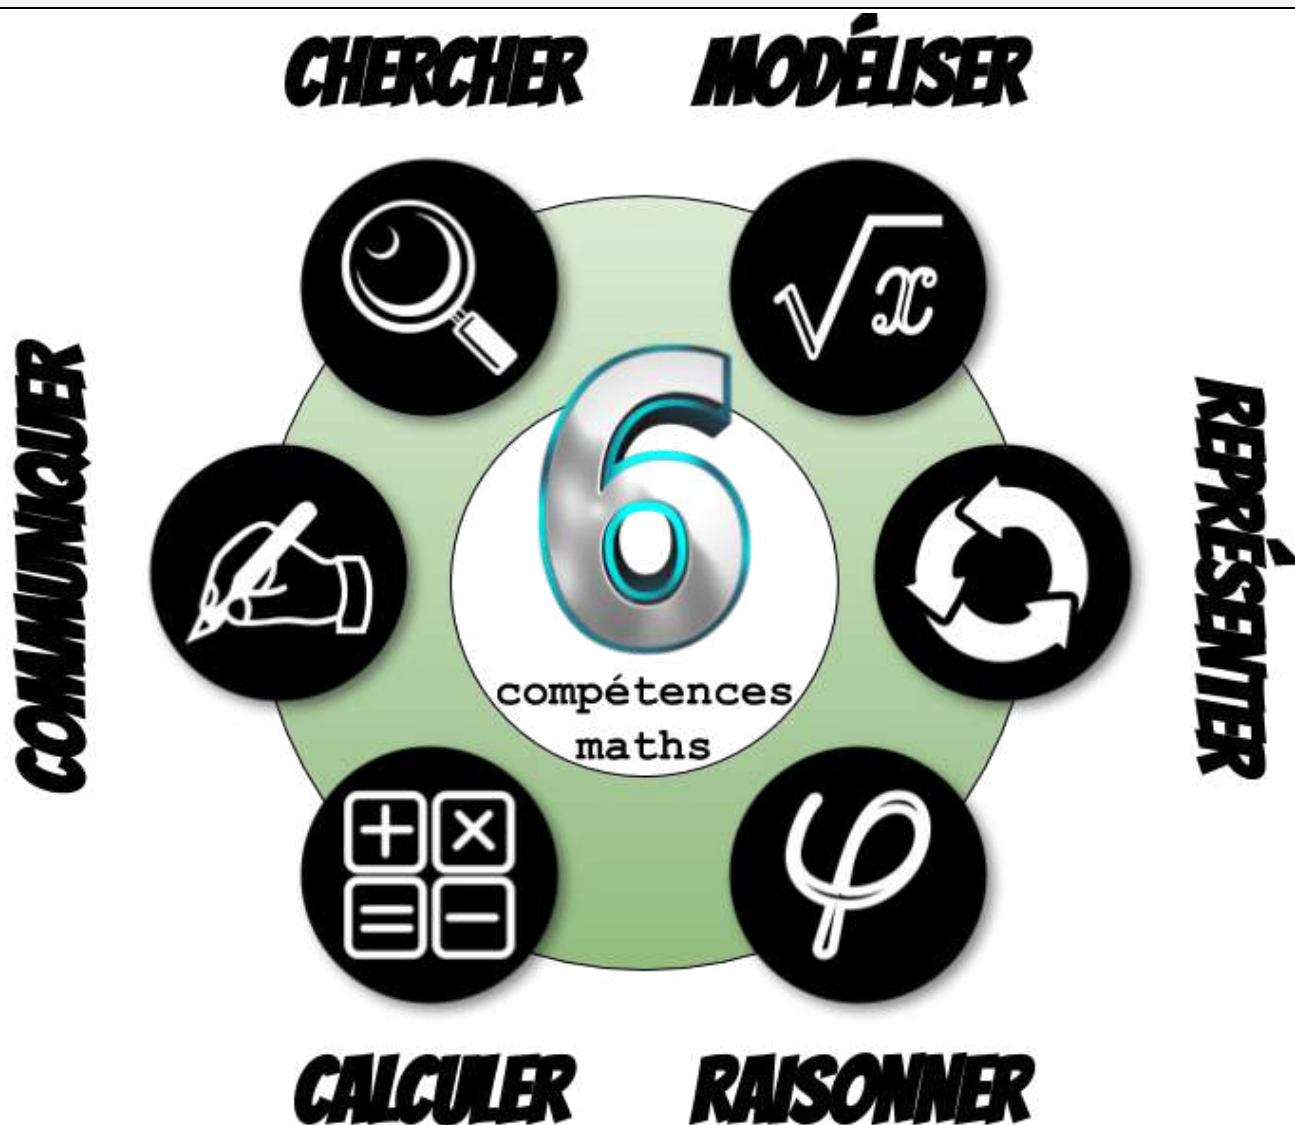 CHERCHER
MODÉLISER
COMMUNIQUER
REPRÉSENTER
√x
6
compétences
maths
+ ×
= −
φ
CALCULER
RAISONNER